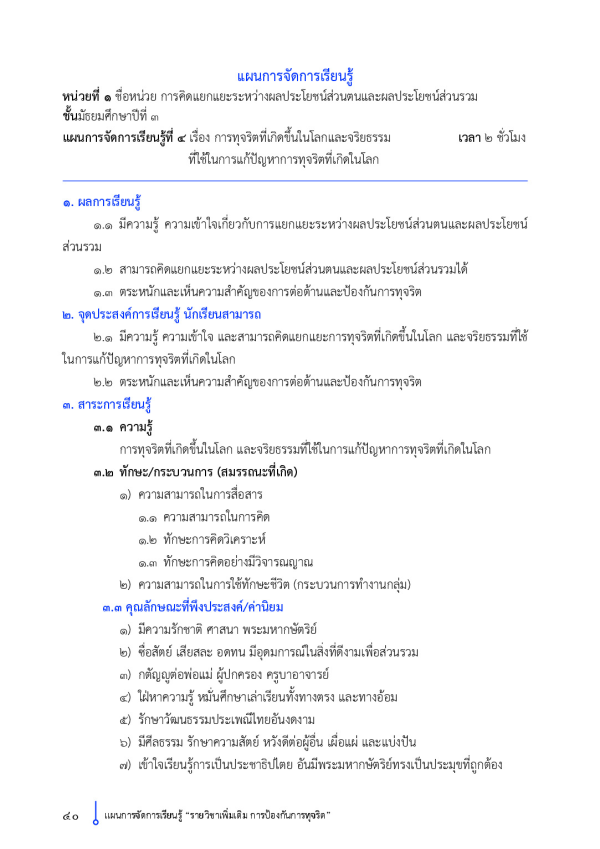 แผนการจัดการเรียนรู้
หน่วยที่ ๑ ชื่อหน่วย การคิดแยกแยะระหว่างผลประโยชน์ส่วนตนและผลประโยชน์ส่วนรวม
ชั้นมัธยมศึกษาปีที่ ๓
แผนการจัดการเรียนรู้ที่ ๔ เรื่อง การทุจริตที่เกิดขึ้นในโลกและจริยธรรม เวลา ๒ ชั่วโมง
ที่ใช้ในการแก้ปัญหาการทุจริตที่เกิดในโลก
๑. ผลการเรียนรู้
๑.๑ มีความรู้ ความเข้าใจเกี่ยวกับการแยกแยะระหว่างผลประโยชน์ส่วนตนและผลประโยชน์
ส่วนรวม
๑.๒ สามารถคิดแยกแยะระหว่างผลประโยชน์ส่วนตนและผลประโยชน์ส่วนรวมได้
๑.๓ ตระหนักและเห็นความสำคัญของการต่อต้านและป้องกันการทุจริต
๒. จุดประสงค์การเรียนรู้ นักเรียนสามารถ
๒.๑ มีความรู้ ความเข้าใจ และสามารถคิดแยกแยะการทุจริตที่เกิดขึ้นในโลก และจริยธรรมที่ใช้
ในการแก้ปัญหาการทุจริตที่เกิดในโลก
๒.๒ ตระหนักและเห็นความสำคัญของการต่อต้านและป้องกันการทุจริต
๓. สาระการเรียนรู้
๓.๑ ความรู้
การทุจริตที่เกิดขึ้นในโลก และจริยธรรมที่ใช้ในการแก้ปัญหาการทุจริตที่เกิดในโลก
๓.๒ ทักษะ/กระบวนการ (สมรรถนะที่เกิด)
๑) ความสามารถในการสื่อสาร
๑.๑ ความสามารถในการคิด
๑.๒ ทักษะการคิดวิเคราะห์
๑.๓ ทักษะการคิดอย่างมีวิจารณญาณ
๒) ความสามารถในการใช้ทักษะชีวิต (กระบวนการทำงานกลุ่ม)
๓.๓ คุณลักษณะที่พึงประสงค์/ค่านิยม
๑) มีความรักชาติ ศาสนา พระมหากษัตริย์
๒) ซื่อสัตย์ เสียสละ อดทน มีอุดมการณ์ในสิ่งที่ดีงามเพื่อส่วนรวม
๓) กตัญญูต่อพ่อแม่ ผู้ปกครอง ครูบาอาจารย์
๔) ใฝ่หาความรู้ หมั่นศึกษาเล่าเรียนทั้งทางตรง และทางอ้อม
๕) รักษาวัฒนธรรมประเพณีไทยอันงดงาม
๖) มีศีลธรรม รักษาความสัตย์ หวังดีต่อผู้อื่น เผื่อแผ่ และแบ่งปัน
๗) เข้าใจเรียนรู้การเป็นประชาธิปไตย อันมีพระมหากษัตริย์ทรงเป็นประมุขที่ถูกต้อง
๔๐ แผนการจัดการเรียนรู้ “รายวิชาเพิ่มเติม การป้องกันการทุจริต”